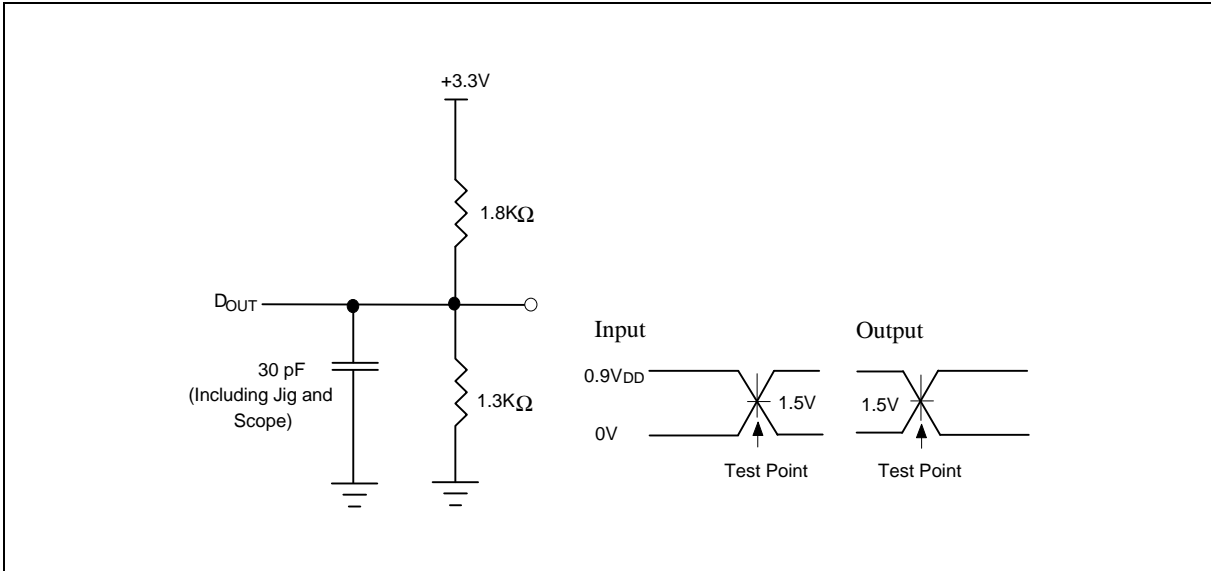 +3.3V
1.8KΩ
DOUT
30 pF
(Including Jig and
Scope)
1.3KΩ
Input
Output
0.9VDD
1.5V
1.5V
0V
Test Point
Test Point